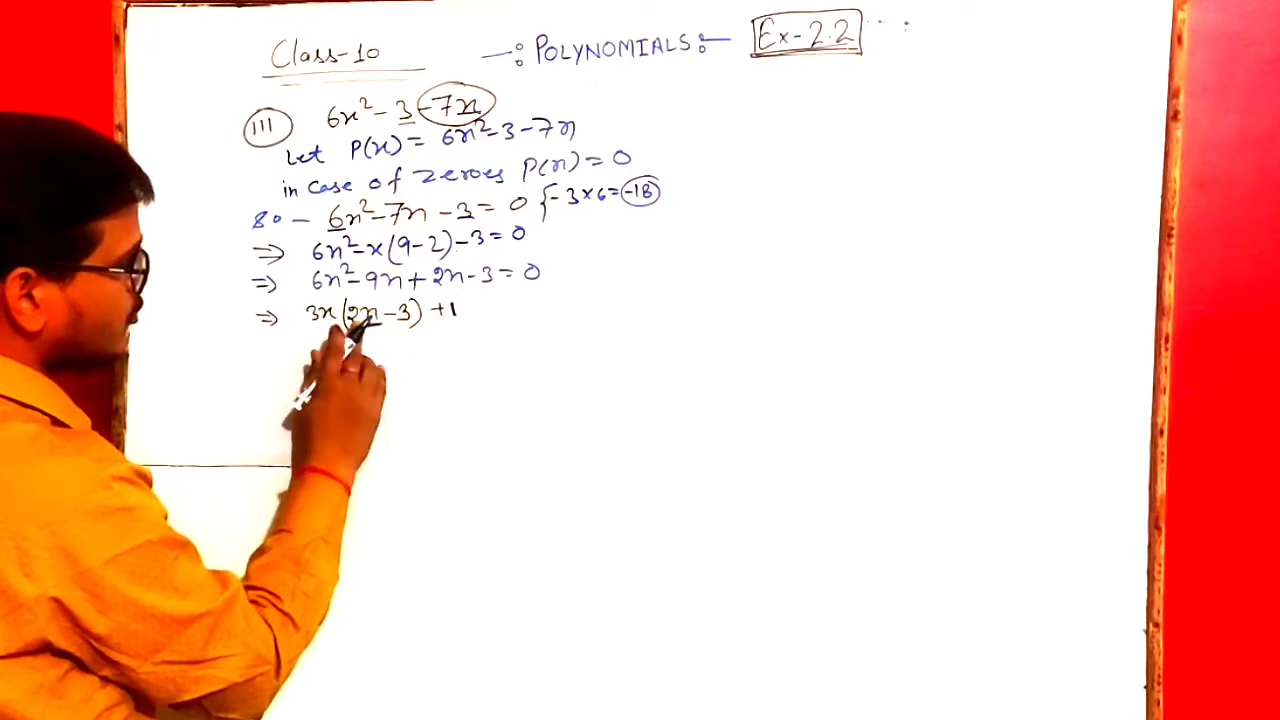 Class-10 —: POLYNOMIALS :— Ex-2.2
III 6x² - 3 - 7x
Let P(x) = 6x² - 3 - 7x
in case of zeroes P(x) = 0
So - 6x² - 7x - 3 = 0 {-3 × 6 = -18
⇒ 6x² - x(9 - 2) - 3 = 0
⇒ 6x² - 9x + 2x - 3 = 0
⇒ 3x(2x - 3) + 1